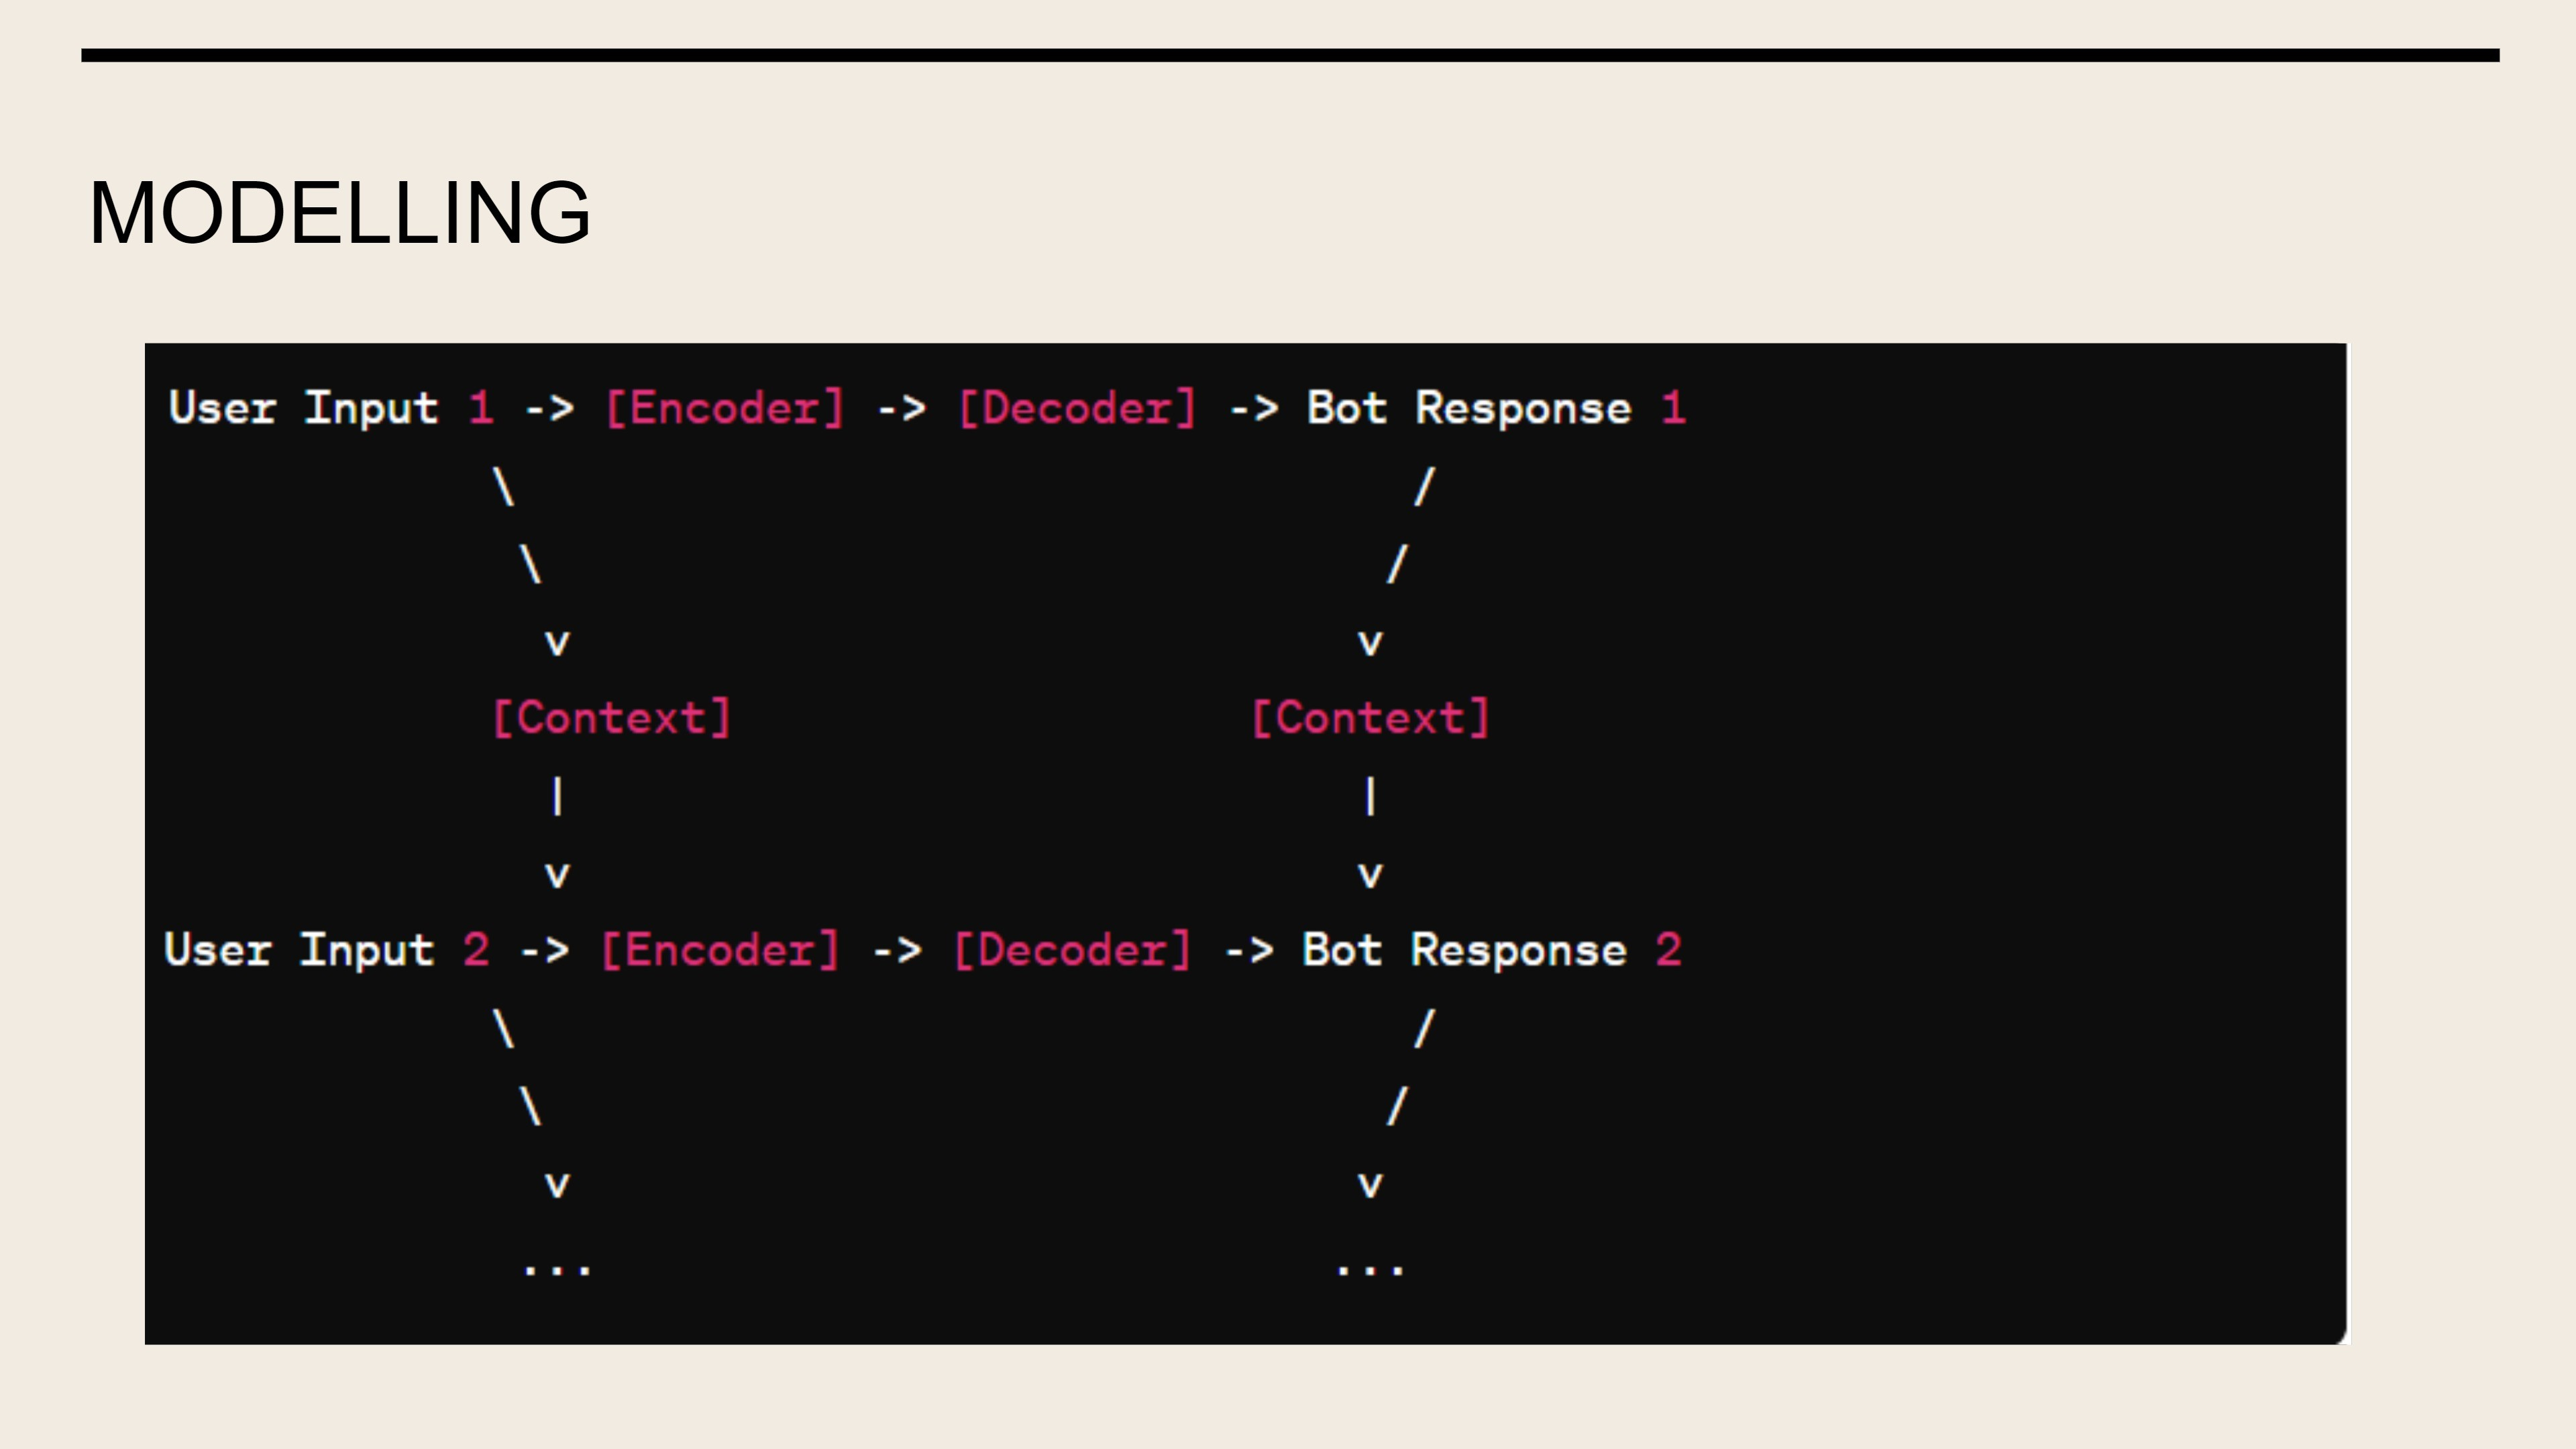 MODELLING
User Input 1 -> [Encoder] -> [Decoder] -> Bot Response 1
\ /
\ /
v v
[Context] [Context]
| |
v v
User Input 2 -> [Encoder] -> [Decoder] -> Bot Response 2
\ /
\ /
v v
... ...